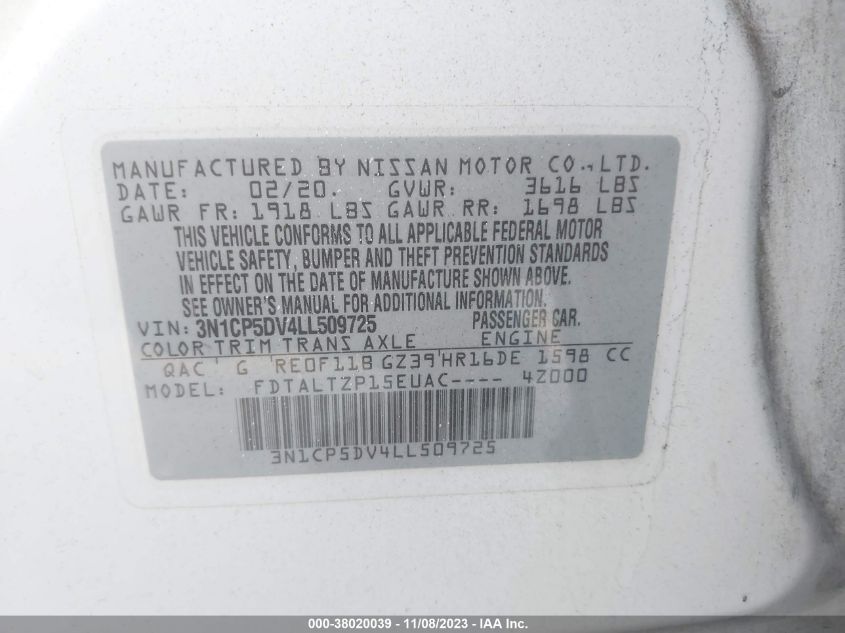 MANUFACTURED BY NISSAN MOTOR CO., LTD.
DATE: 02/20. GVWR: 3616 LBS
GAWR FR: 1918 LBS GAWR RR: 1698 LBS
THIS VEHICLE CONFORMS TO ALL APPLICABLE FEDERAL MOTOR
VEHICLE SAFETY, BUMPER AND THEFT PREVENTION STANDARDS
IN EFFECT ON THE DATE OF MANUFACTURE SHOWN ABOVE.
SEE OWNER'S MANUAL FOR ADDITIONAL INFORMATION.
VIN: 3N1CP5DV4LL509725 PASSENGER CAR.
COLOR TRIM TRANS AXLE ENGINE
QAC G RE0F11B GZ39 HR16DE 1598 CC
MODEL: FDTALTZP15EUAC---- 4Z000
3N1CP5DV4LL509725
000-38020039 - 11/08/2023 - IAA Inc.